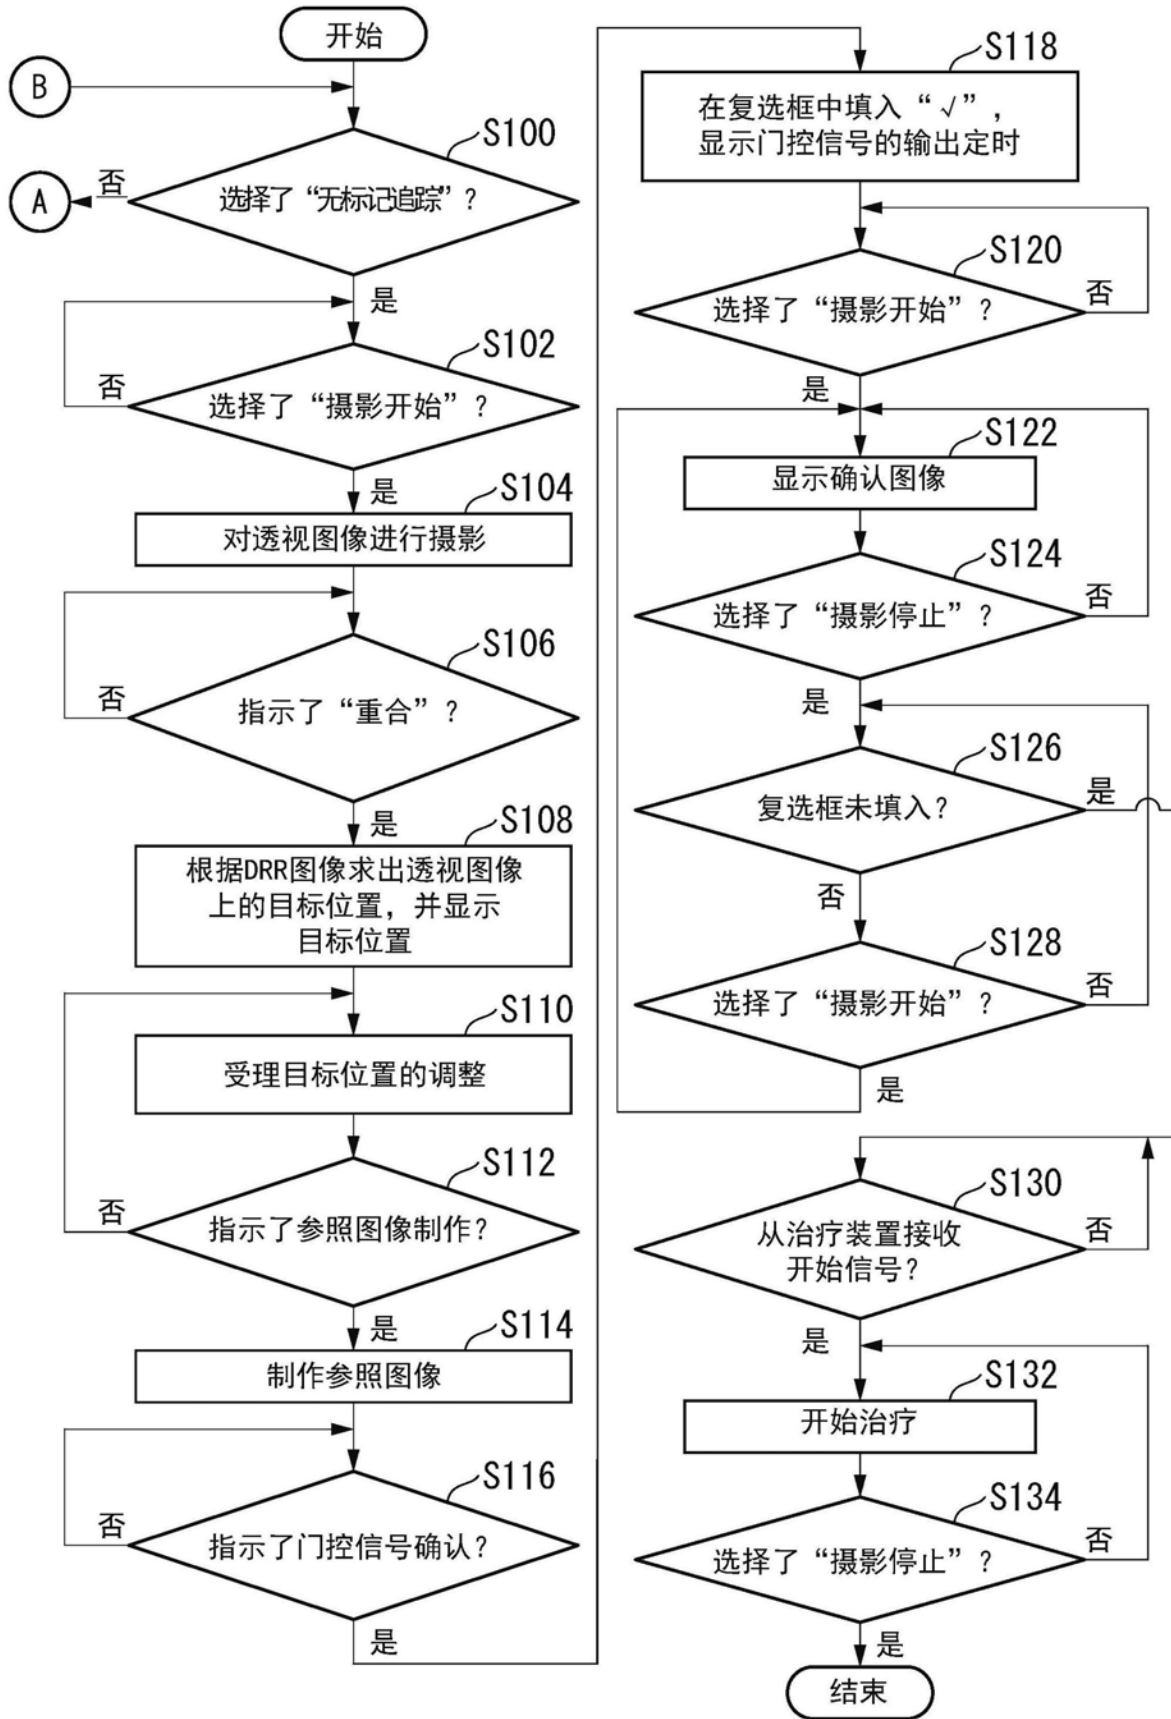 开始
B
S100
A
否
选择了“无标记追踪”？
是
S102
否
选择了“摄影开始”？
是
S104
对透视图像进行摄影
S106
否
指示了“重合”？
是
S108
根据DRR图像求出透视图像
上的目标位置，并显示
目标位置
S110
受理目标位置的调整
S112
否
指示了参照图像制作？
是
S114
制作参照图像
S116
否
指示了门控信号确认？
是
S118
在复选框中填入“√”，
显示门控信号的输出定时
S120
选择了“摄影开始”？
否
是
S122
显示确认图像
S124
选择了“摄影停止”？
否
是
S126
复选框未填入？
是
否
S128
选择了“摄影开始”？
否
是
S130
从治疗装置接收
开始信号？
否
是
S132
开始治疗
S134
选择了“摄影停止”？
否
是
结束